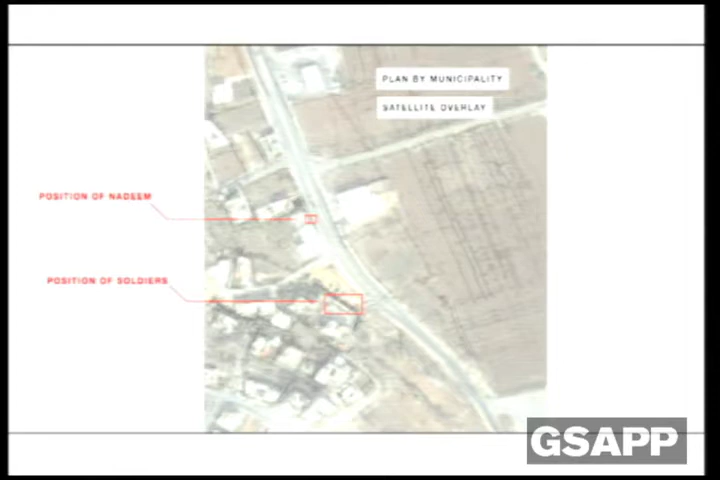 PLAN BY MUNICIPALITY
SATELLITE OVERLAY
POSITION OF NADEEM
POSITION OF SOLDIERS
GSAPP